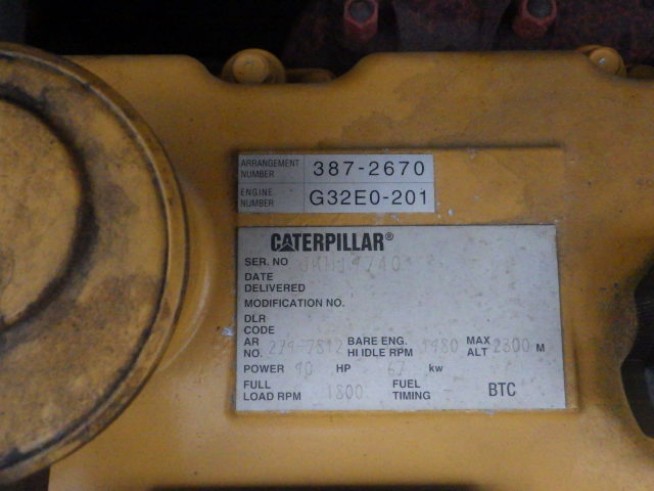 ARRANGEMENT NUMBER 387-2670
ENGINE NUMBER G32E0-201
CATERPILLAR®
SER. NO
DATE
DELIVERED
MODIFICATION NO.
DLR
CODE
AR NO. BARE ENG. HI IDLE RPM MAX ALT 2300 M
POWER HP 67 kw
FULL LOAD RPM 1800 FUEL TIMING BTC